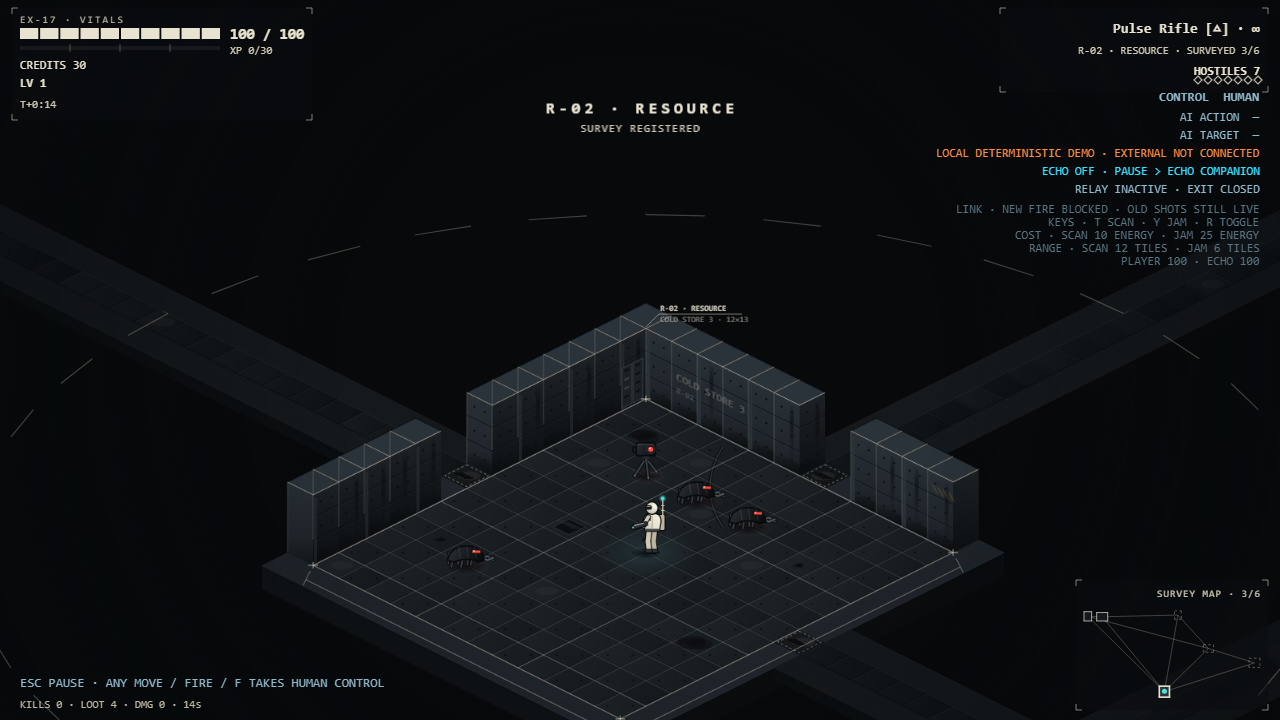 EX-17 · VITALS
100 / 100
XP 0/30
CREDITS 30
LV 1
T+0:14
R-02 · RESOURCE
SURVEY REGISTERED
Pulse Rifle [△] · ∞
R-02 · RESOURCE · SURVEYED 3/6
HOSTILES 7
CONTROL HUMAN
AI ACTION —
AI TARGET —
LOCAL DETERMINISTIC DEMO · EXTERNAL NOT CONNECTED
ECHO OFF · PAUSE > ECHO COMPANION
RELAY INACTIVE · EXIT CLOSED
LINK · NEW FIRE BLOCKED · OLD SHOTS STILL LIVE
KEYS · T SCAN · Y JAM · R TOGGLE
COST · SCAN 10 ENERGY · JAM 25 ENERGY
RANGE · SCAN 12 TILES · JAM 6 TILES
PLAYER 100 · ECHO 100
R-02 · RESOURCE
COLD STORE 3 · 12×13
COLD STORE 3
R-02
SURVEY MAP · 3/6
ESC PAUSE · ANY MOVE / FIRE / F TAKES HUMAN CONTROL
KILLS 0 · LOOT 4 · DMG 0 · 14s